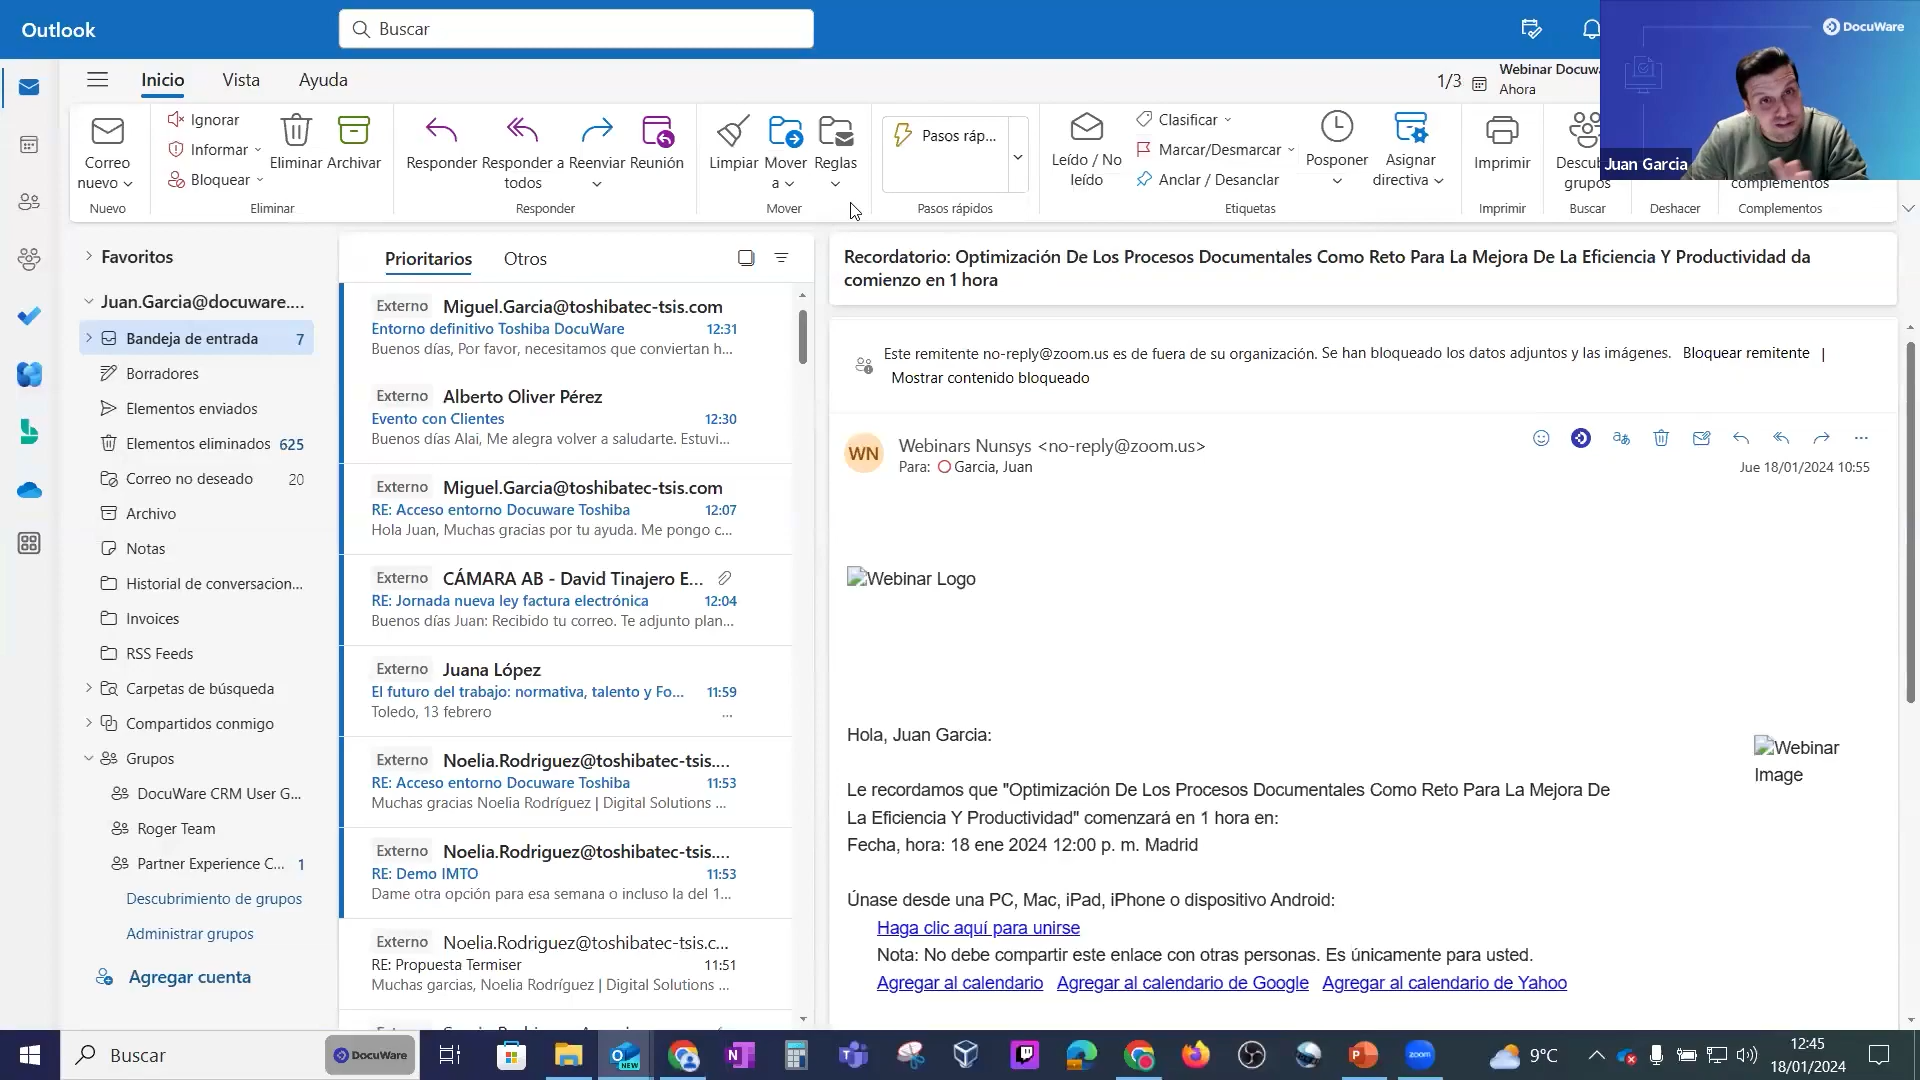 Outlook
Buscar
DocuWare
Inicio
Vista
Ayuda
1/3
Webinar Docuw
Ahora
Juan Garcia
Correo
nuevo
Nuevo
Ignorar
Informar
Bloquear
Eliminar
Archivar
Eliminar
Responder
Responder a
todos
Reenviar
Reunión
Responder
Limpiar
Mover
a
Reglas
Mover
Pasos ráp...
Pasos rápidos
Leído / No
leído
Clasificar
Marcar/Desmarcar
Anclar / Desanclar
Posponer
Asignar
directiva
Etiquetas
Imprimir
Imprimir
Descub
grupos
Buscar
Deshacer
complementos
Complementos
Favoritos
Juan.Garcia@docuware....
Bandeja de entrada 7
Borradores
Elementos enviados
Elementos eliminados 625
Correo no deseado 20
Archivo
Notas
Historial de conversacion...
Invoices
RSS Feeds
Carpetas de búsqueda
Compartidos conmigo
Grupos
DocuWare CRM User G...
Roger Team
Partner Experience C... 1
Descubrimiento de grupos
Administrar grupos
Agregar cuenta
Prioritarios
Otros
Externo Miguel.Garcia@toshibatec-tsis.com
Entorno definitivo Toshiba DocuWare 12:31
Buenos días, Por favor, necesitamos que conviertan h...
Externo Alberto Oliver Pérez
Evento con Clientes 12:30
Buenos días Alai, Me alegra volver a saludarte. Estuvi...
Externo Miguel.Garcia@toshibatec-tsis.com
RE: Acceso entorno Docuware Toshiba 12:07
Hola Juan, Muchas gracias por tu ayuda. Me pongo c...
Externo CÁMARA AB - David Tinajero E...
RE: Jornada nueva ley factura electrónica 12:04
Buenos días Juan: Recibido tu correo. Te adjunto plan...
Externo Juana López
El futuro del trabajo: normativa, talento y Fo... 11:59
Toledo, 13 febrero ...
Externo Noelia.Rodriguez@toshibatec-tsis....
RE: Acceso entorno Docuware Toshiba 11:53
Muchas gracias Noelia Rodríguez | Digital Solutions ...
Externo Noelia.Rodriguez@toshibatec-tsis....
RE: Demo IMTO 11:53
Dame otra opción para esa semana o incluso la del 1...
Externo Noelia.Rodriguez@toshibatec-tsis.c...
RE: Propuesta Termiser 11:51
Muchas garcias, Noelia Rodríguez | Digital Solutions ...
Recordatorio: Optimización De Los Procesos Documentales Como Reto Para La Mejora De La Eficiencia Y Productividad da
comienzo en 1 hora
Este remitente no-reply@zoom.us es de fuera de su organización. Se han bloqueado los datos adjuntos y las imágenes. Bloquear remitente |
Mostrar contenido bloqueado
WN
Webinars Nunsys <no-reply@zoom.us>
Para: Garcia, Juan
Jue 18/01/2024 10:55
Webinar Logo
Hola, Juan Garcia:
Webinar
Image
Le recordamos que "Optimización De Los Procesos Documentales Como Reto Para La Mejora De
La Eficiencia Y Productividad" comenzará en 1 hora en:
Fecha, hora: 18 ene 2024 12:00 p. m. Madrid
Únase desde una PC, Mac, iPad, iPhone o dispositivo Android:
Haga clic aquí para unirse
Nota: No debe compartir este enlace con otras personas. Es únicamente para usted.
Agregar al calendario Agregar al calendario de Google Agregar al calendario de Yahoo
Buscar
DocuWare
NEW
zoom
9°C
12:45
18/01/2024